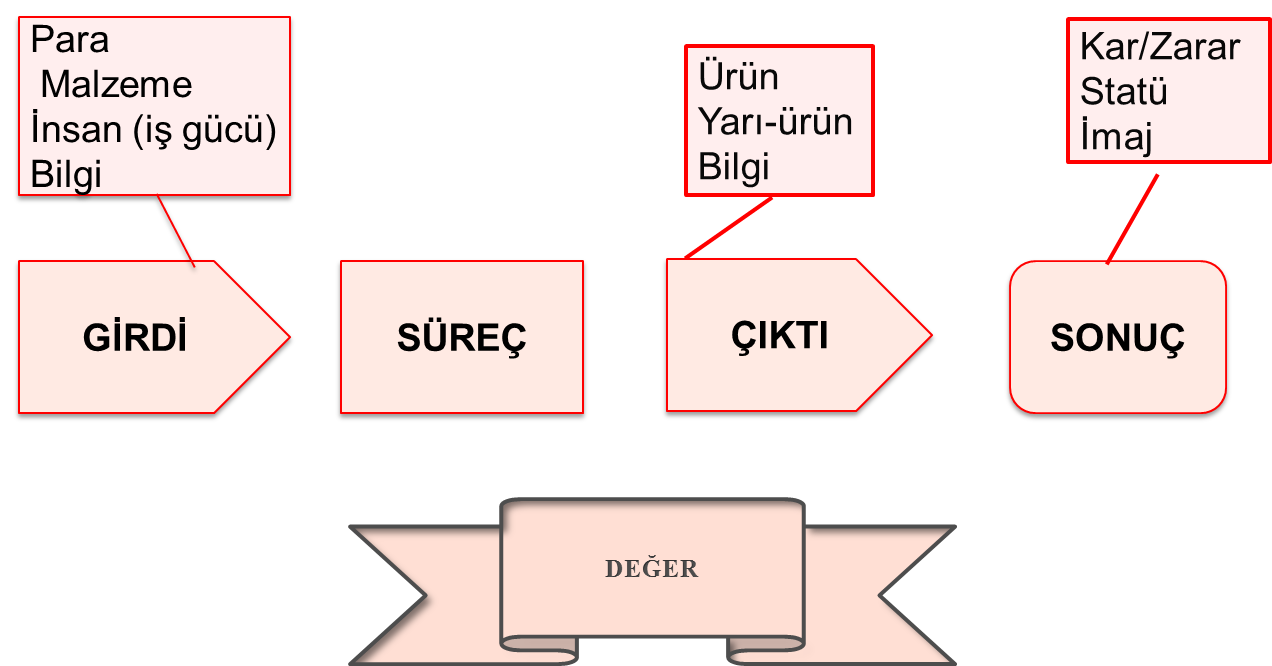 Para
Malzeme
İnsan (iş gücü)
Bilgi
Ürün
Yarı-ürün
Bilgi
Kar/Zarar
Statü
İmaj
GİRDİ
SÜREÇ
ÇIKTI
SONUÇ
DEĞER